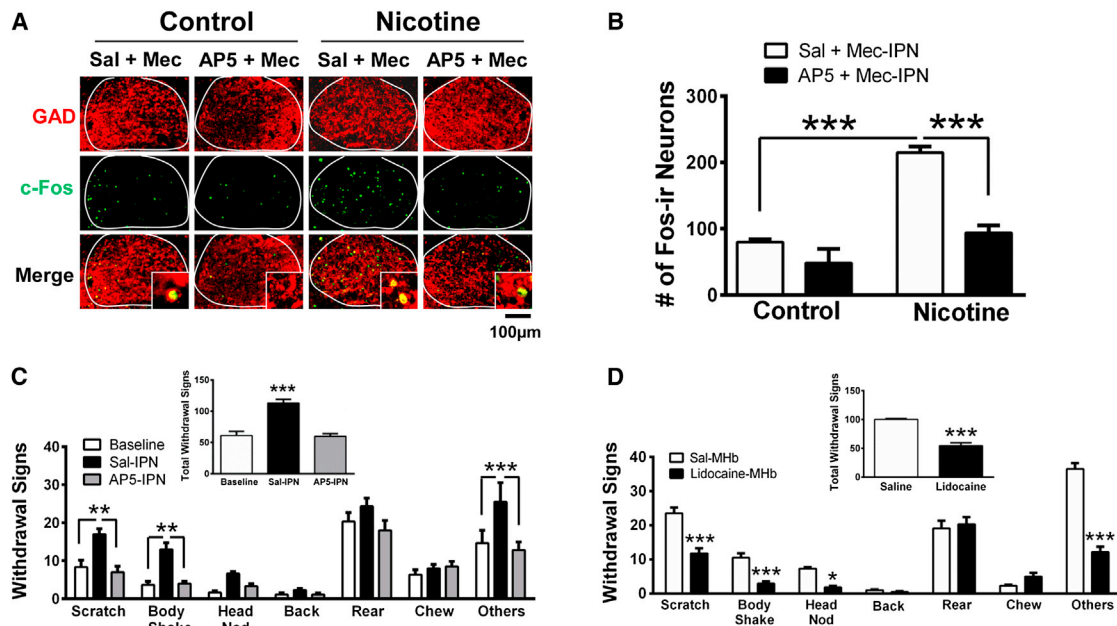 A
Control
Nicotine
Sal + Mec
AP5 + Mec
Sal + Mec
AP5 + Mec
GAD
c-Fos
Merge
100µm
B
Sal + Mec-IPN
AP5 + Mec-IPN
# of Fos-ir Neurons
300
200
100
0
***
***
Control
Nicotine
C
Total Withdrawal Signs
150
100
50
0
***
Baseline
Sal-IPN
AP5-IPN
Withdrawal Signs
40
30
20
10
0
Baseline
Sal-IPN
AP5-IPN
**
**
***
Scratch
Body
Shake
Head
Nod
Back
Rear
Chew
Others
D
Total Withdrawal Signs
150
100
50
0
***
Saline
Lidocaine
Withdrawal Signs
40
30
20
10
0
Sal-MHb
Lidocaine-MHb
***
***
*
***
Scratch
Body
Shake
Head
Nod
Back
Rear
Chew
Others